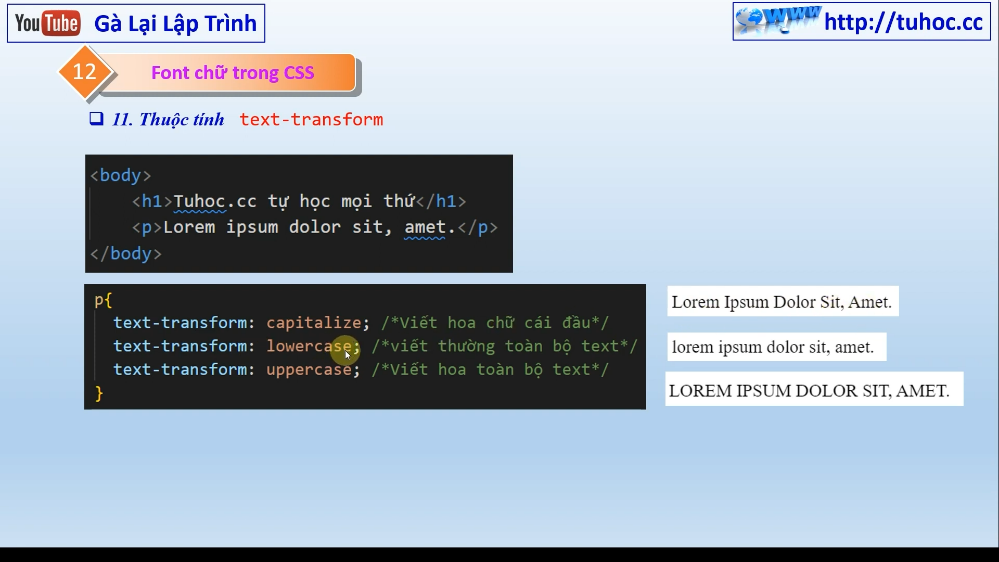 YouTube Gà Lại Lập Trình
WWW http://tuhoc.cc
12 Font chữ trong CSS
11. Thuộc tính text-transform
<body>
<h1>Tuhoc.cc tự học mọi thứ</h1>
<p>Lorem ipsum dolor sit, amet.</p>
</body>
p{
text-transform: capitalize; /*Viết hoa chữ cái đầu*/
text-transform: lowercase; /*viết thường toàn bộ text*/
text-transform: uppercase; /*Viết hoa toàn bộ text*/
}
Lorem Ipsum Dolor Sit, Amet.
lorem ipsum dolor sit, amet.
LOREM IPSUM DOLOR SIT, AMET.